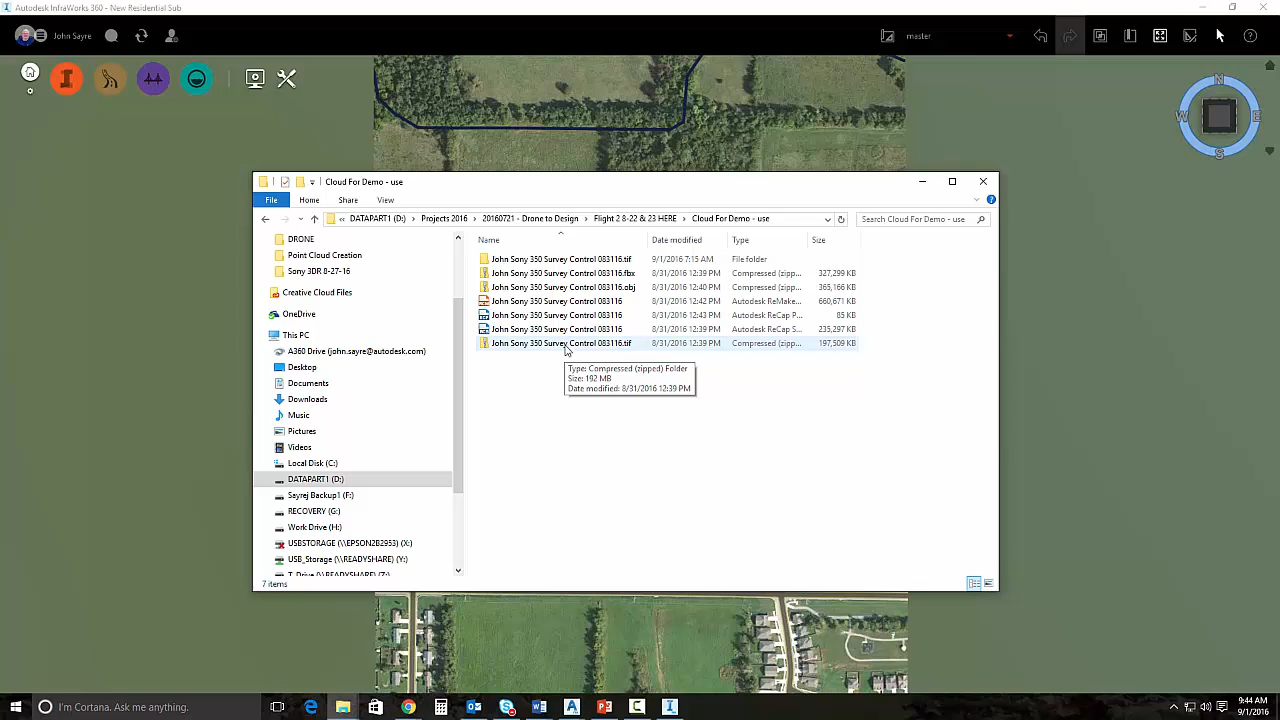 Autodesk InfraWorks 360 - New Residential Sub
John Sayre
master
N
W
E
S
Cloud For Demo - use
File Home Share View
« DATAPART1 (D:) › Projects 2016 › 20160721 - Drone to Design › Flight 2 8-22 & 23 HERE › Cloud For Demo - use
Search Cloud For Demo - use
DRONE
Point Cloud Creation
Sony 3DR 8-27-16
Creative Cloud Files
OneDrive
This PC
A360 Drive (john.sayre@autodesk.com)
Desktop
Documents
Downloads
Music
Pictures
Videos
Local Disk (C:)
DATAPART1 (D:)
Sayrej Backup1 (F:)
RECOVERY (G:)
Work Drive (H:)
USBSTORAGE (\\EPSON2B2953) (X:)
USB_Storage (\\READYSHARE) (Y:)
T_Drive (\\READYSHARE) (Z:)
Name Date modified Type Size
John Sony 350 Survey Control 083116.tif 9/1/2016 7:15 AM File folder
John Sony 350 Survey Control 083116.fbx 8/31/2016 12:39 PM Compressed (zipp... 327,299 KB
John Sony 350 Survey Control 083116.obj 8/31/2016 12:40 PM Compressed (zipp... 365,166 KB
John Sony 350 Survey Control 083116 8/31/2016 12:42 PM Autodesk ReMake... 660,671 KB
John Sony 350 Survey Control 083116 8/31/2016 12:43 PM Autodesk ReCap P... 85 KB
John Sony 350 Survey Control 083116 8/31/2016 12:39 PM Autodesk ReCap S... 235,297 KB
John Sony 350 Survey Control 083116.tif 8/31/2016 12:39 PM Compressed (zipp... 197,509 KB
Type: Compressed (zipped) Folder
Size: 192 MB
Date modified: 8/31/2016 12:39 PM
7 items
I'm Cortana. Ask me anything.
9:44 AM
9/1/2016